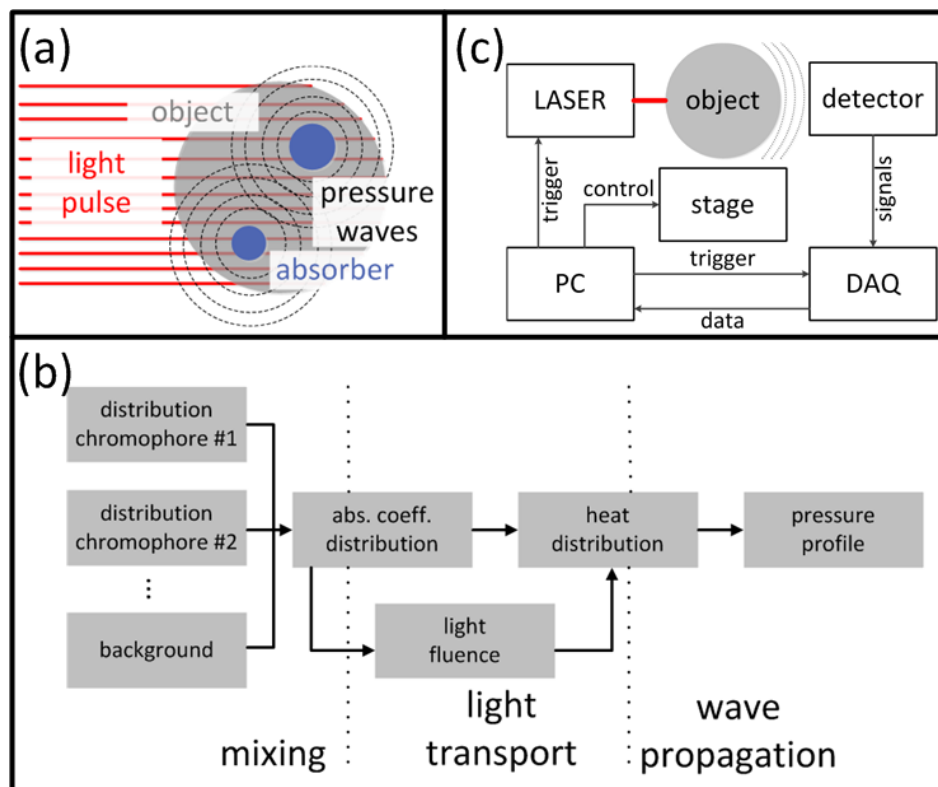 (a)
object
light
pulse
pressure
waves
absorber
(c)
LASER
object
detector
trigger
control
stage
signals
PC
trigger
DAQ
data
(b)
distribution
chromophore #1
distribution
chromophore #2
⋮
background
abs. coeff.
distribution
heat
distribution
pressure
profile
light
fluence
mixing
light
transport
wave
propagation